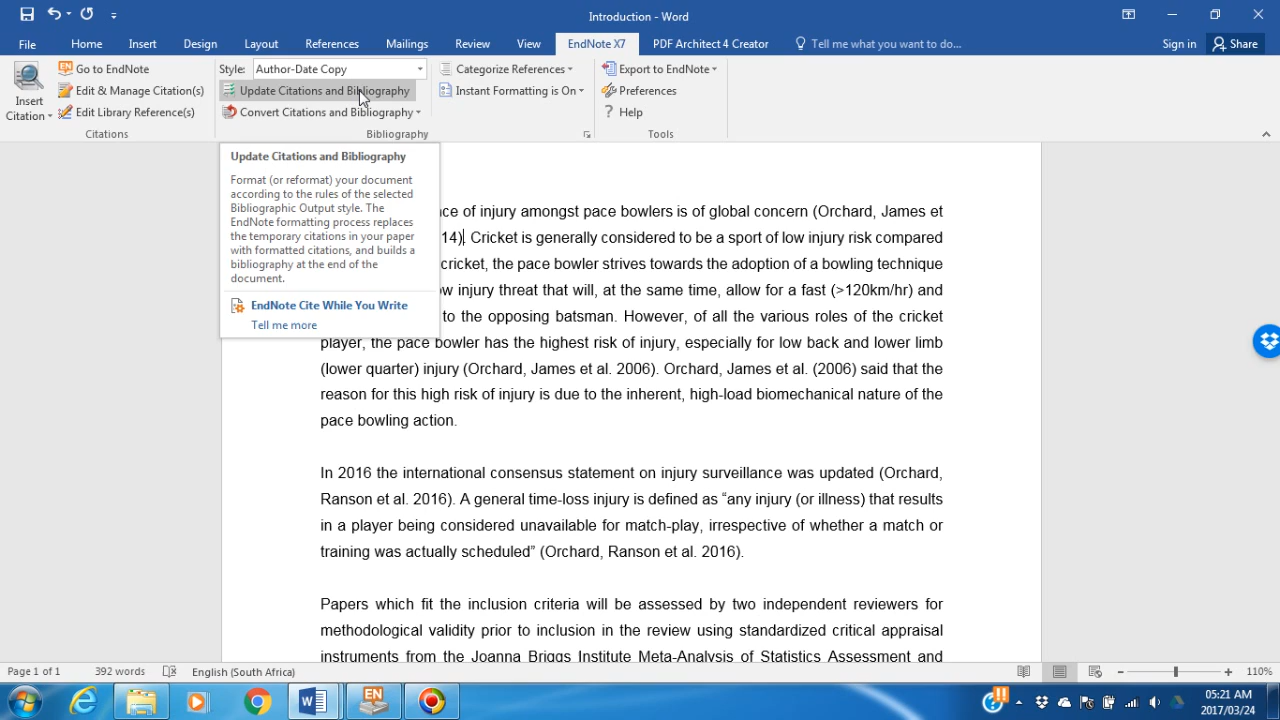 Introduction - Word
File Home Insert Design Layout References Mailings Review View EndNote X7 PDF Architect 4 Creator Tell me what you want to do... Sign in Share
Insert Citation
Go to EndNote
Edit & Manage Citation(s)
Edit Library Reference(s)
Citations
Style: Author-Date Copy
Update Citations and Bibliography
Convert Citations and Bibliography
Bibliography
Categorize References
Instant Formatting is On
Export to EndNote
Preferences
? Help
Tools
Update Citations and Bibliography
Format (or reformat) your document
according to the rules of the selected
Bibliographic Output style. The
EndNote formatting process replaces
the temporary citations in your paper
with formatted citations, and builds a
bibliography at the end of the
document.
EndNote Cite While You Write
Tell me more
ce of injury amongst pace bowlers is of global concern (Orchard, James et
14). Cricket is generally considered to be a sport of low injury risk compared
cricket, the pace bowler strives towards the adoption of a bowling technique
w injury threat that will, at the same time, allow for a fast (>120km/hr) and
to the opposing batsman. However, of all the various roles of the cricket
player, the pace bowler has the highest risk of injury, especially for low back and lower limb
(lower quarter) injury (Orchard, James et al. 2006). Orchard, James et al. (2006) said that the
reason for this high risk of injury is due to the inherent, high-load biomechanical nature of the
pace bowling action.
In 2016 the international consensus statement on injury surveillance was updated (Orchard,
Ranson et al. 2016). A general time-loss injury is defined as “any injury (or illness) that results
in a player being considered unavailable for match-play, irrespective of whether a match or
training was actually scheduled” (Orchard, Ranson et al. 2016).
Papers which fit the inclusion criteria will be assessed by two independent reviewers for
methodological validity prior to inclusion in the review using standardized critical appraisal
instruments from the Joanna Briggs Institute Meta-Analysis of Statistics Assessment and
Page 1 of 1 392 words English (South Africa) 110%
EN
05:21 AM
2017/03/24